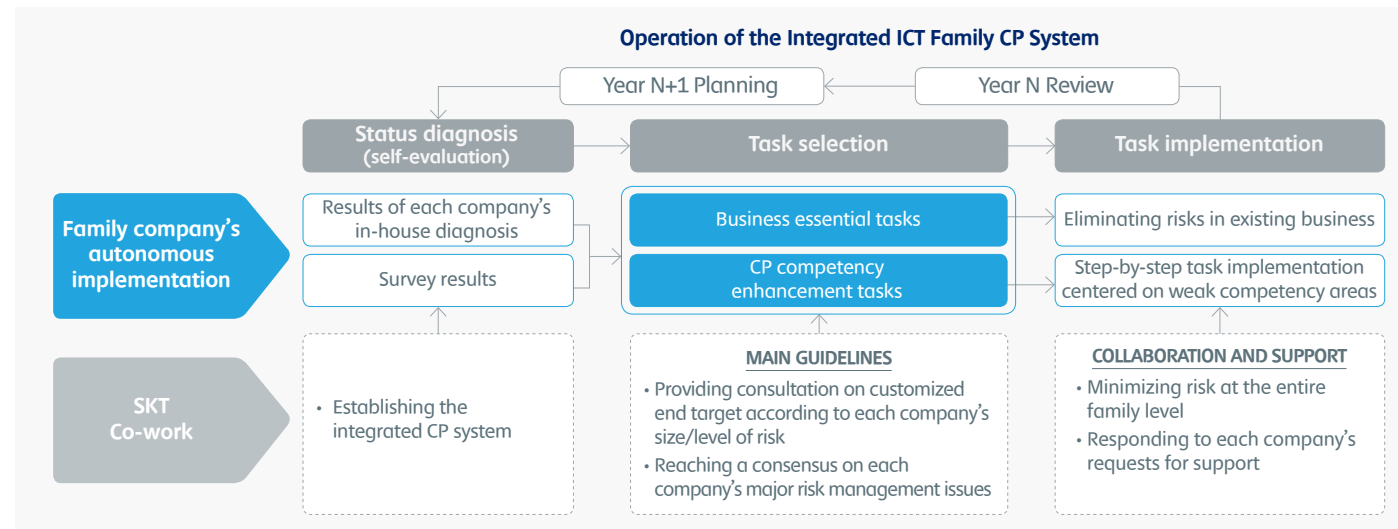 Operation of the Integrated ICT Family CP System
Year N+1 Planning
Year N Review
Status diagnosis
(self-evaluation)
Task selection
Task implementation
Family company's
autonomous
implementation
Results of each company's
in-house diagnosis
Survey results
Business essential tasks
CP competency
enhancement tasks
Eliminating risks in existing business
Step-by-step task implementation
centered on weak competency areas
SKT
Co-work
• Establishing the
integrated CP system
MAIN GUIDELINES
• Providing consultation on customized
end target according to each company's
size/level of risk
• Reaching a consensus on each
company's major risk management issues
COLLABORATION AND SUPPORT
• Minimizing risk at the entire
family level
• Responding to each company's
requests for support